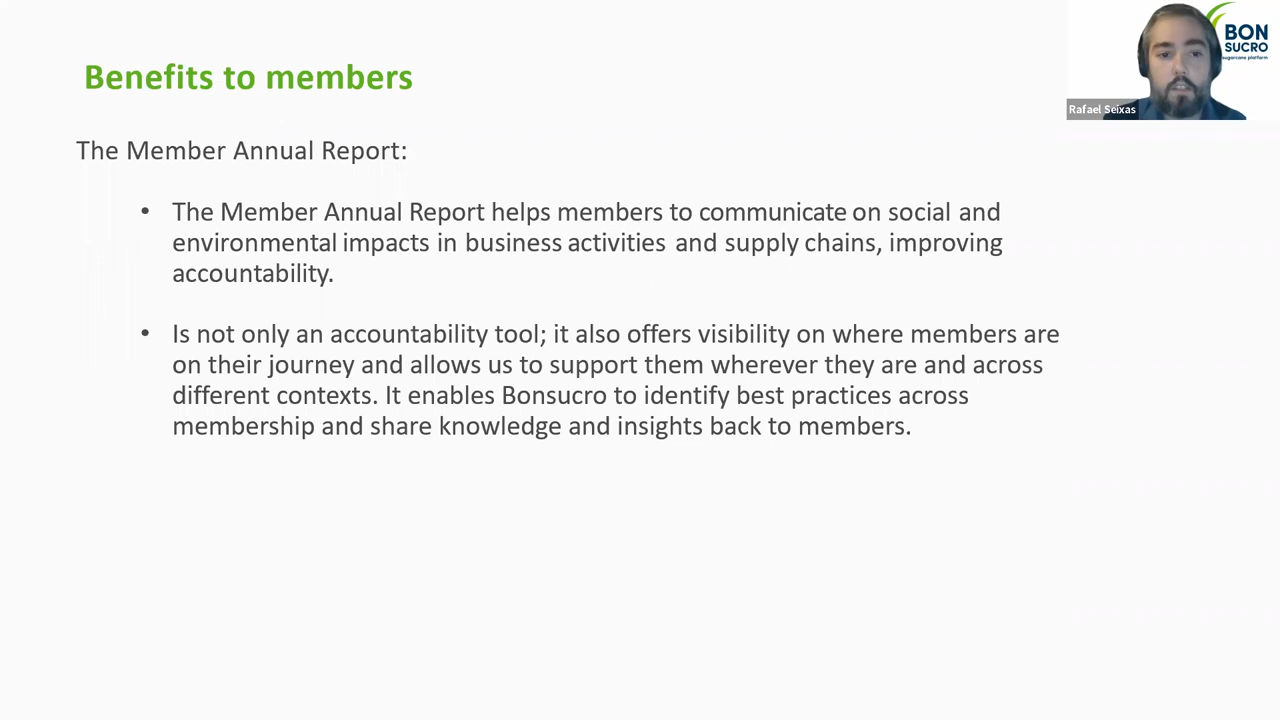 Benefits to members
The Member Annual Report:
• The Member Annual Report helps members to communicate on social and
environmental impacts in business activities and supply chains, improving
accountability.
• Is not only an accountability tool; it also offers visibility on where members are
on their journey and allows us to support them wherever they are and across
different contexts. It enables Bonsucro to identify best practices across
membership and share knowledge and insights back to members.
BON
SUCRO
sugarcane platform
Rafael Seixas